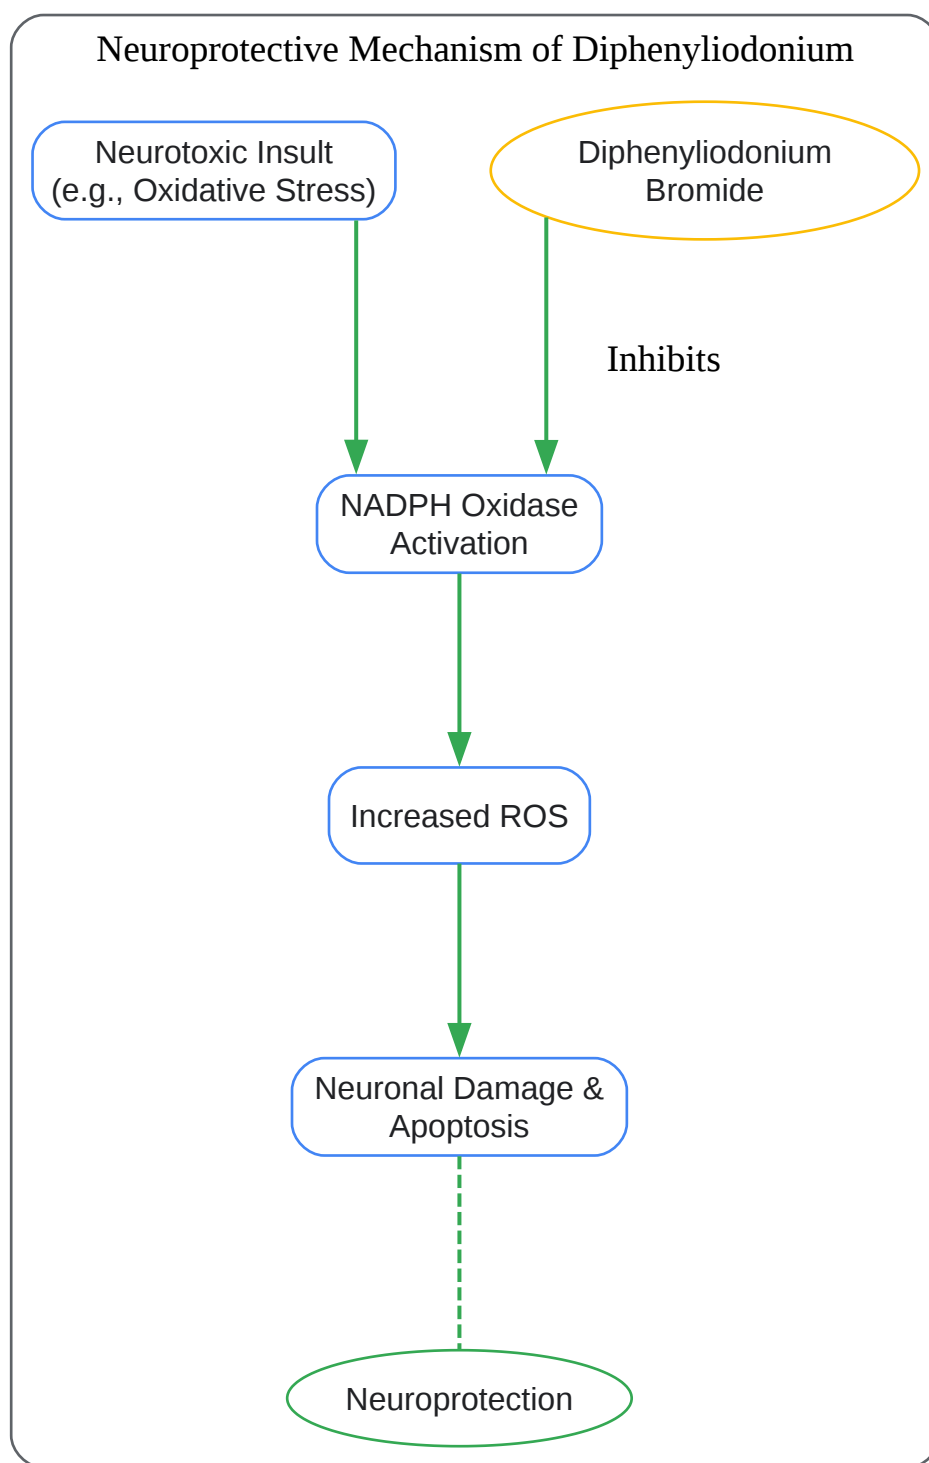 Neuroprotective Mechanism of Diphenyliodonium
Neurotoxic Insult
(e.g., Oxidative Stress)
Diphenyliodonium
Bromide
Inhibits
NADPH Oxidase
Activation
Increased ROS
Neuronal Damage &
Apoptosis
Neuroprotection